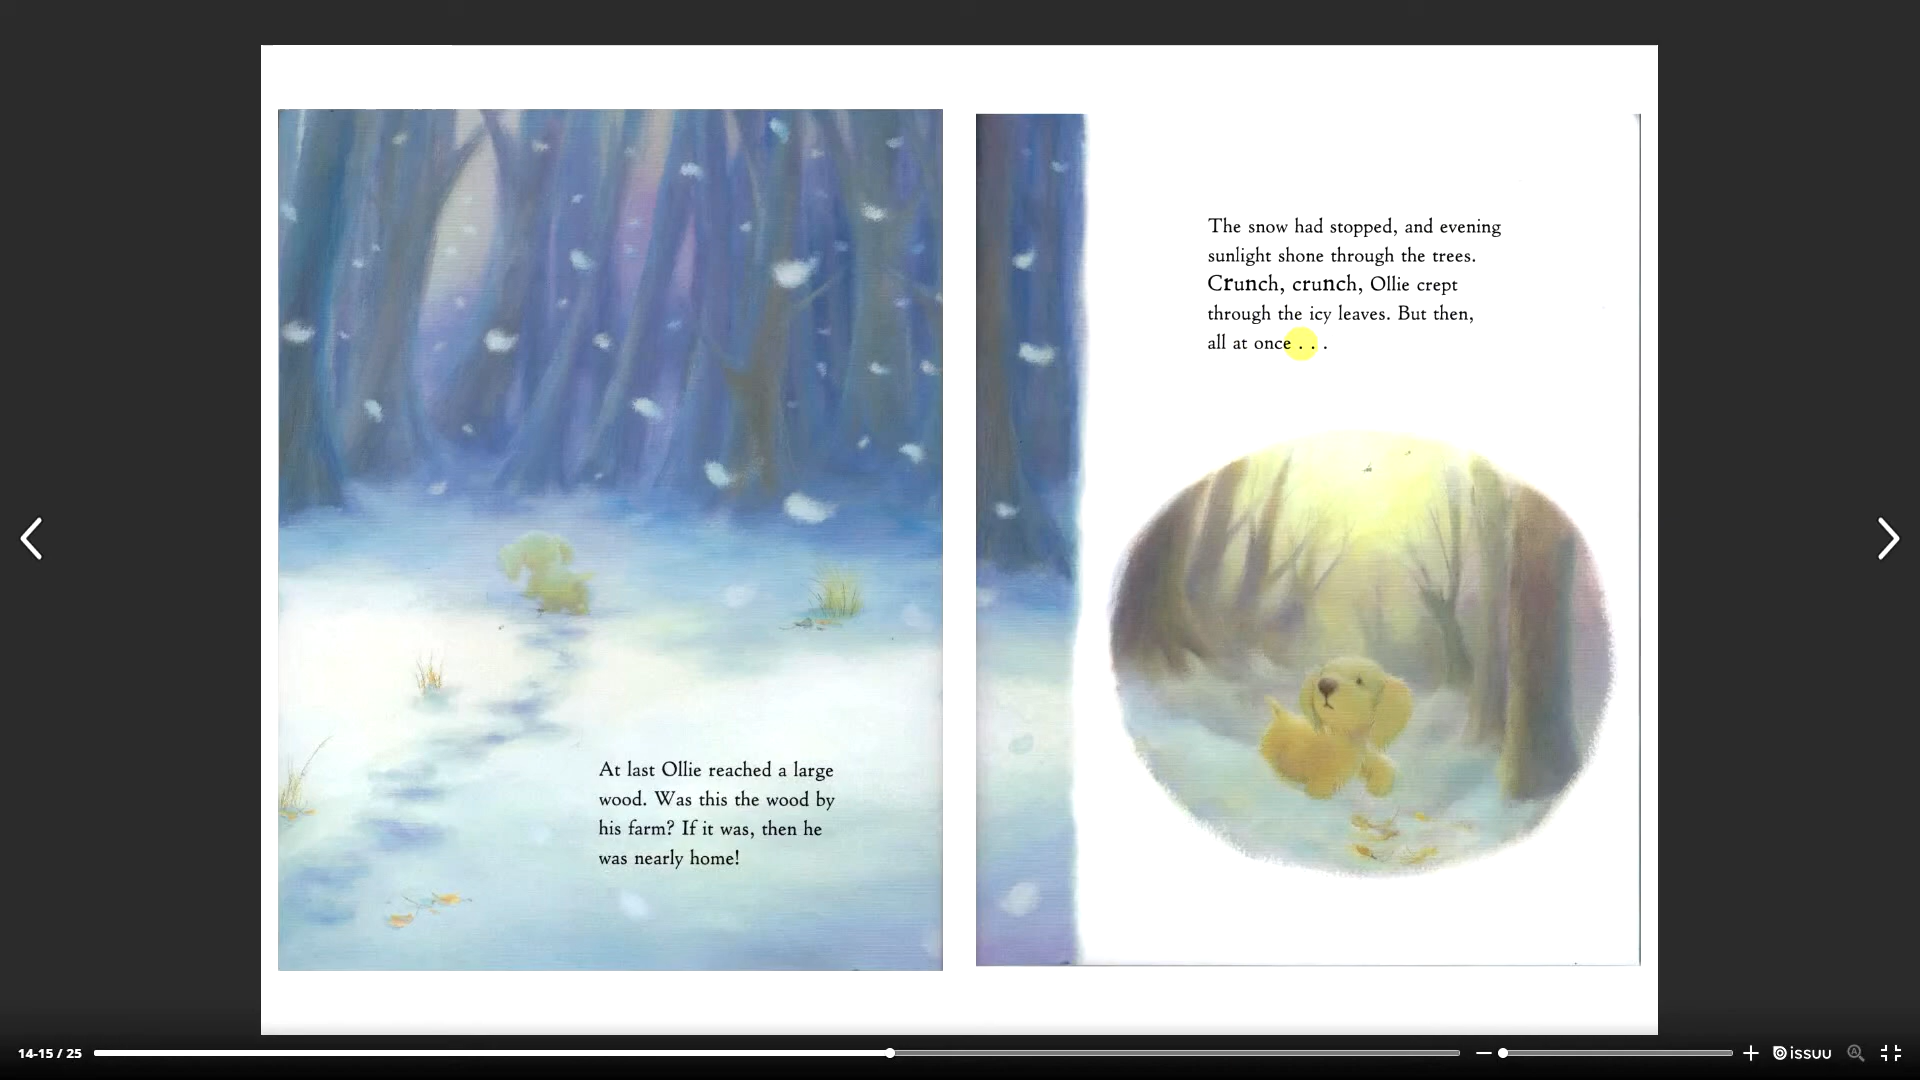 At last Ollie reached a large
wood. Was this the wood by
his farm? If it was, then he
was nearly home!
The snow had stopped, and evening
sunlight shone through the trees.
Crunch, crunch, Ollie crept
through the icy leaves. But then,
all at once . . .
14-15 / 25
issuu